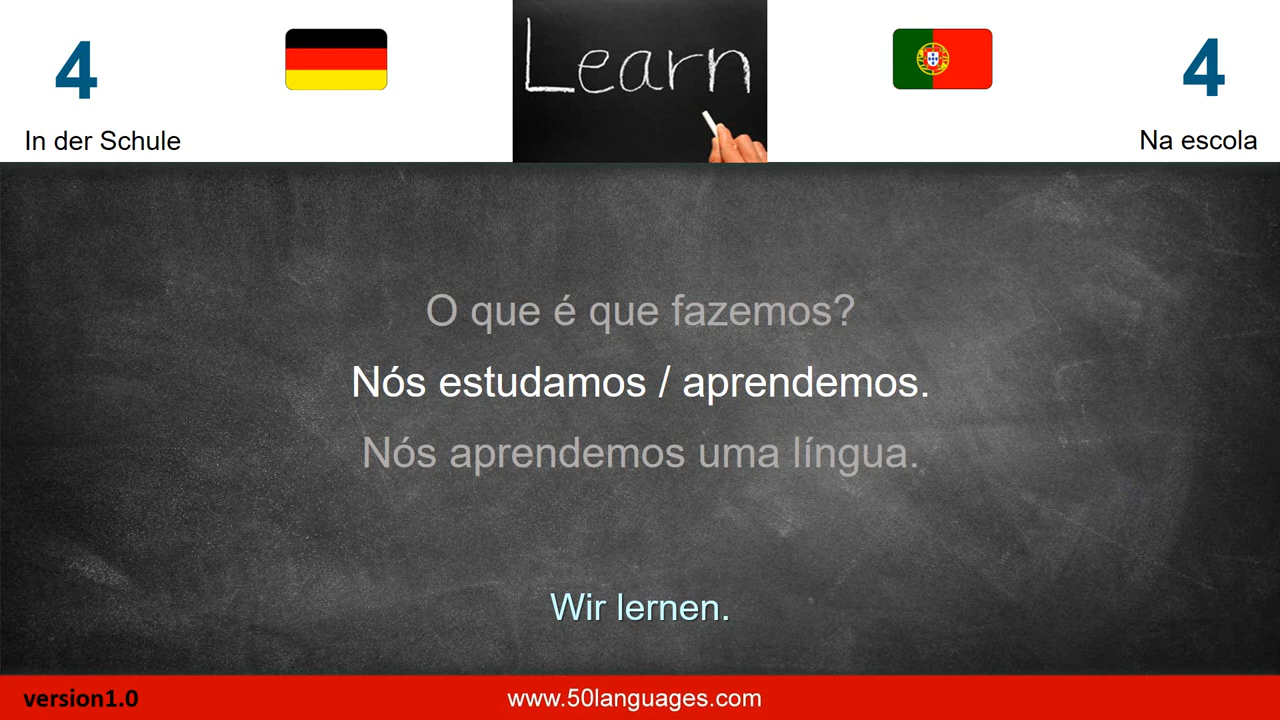 4
Learn
4
In der Schule
Na escola
O que é que fazemos?
Nós estudamos / aprendemos.
Nós aprendemos uma língua.
Wir lernen.
version1.0
www.50languages.com